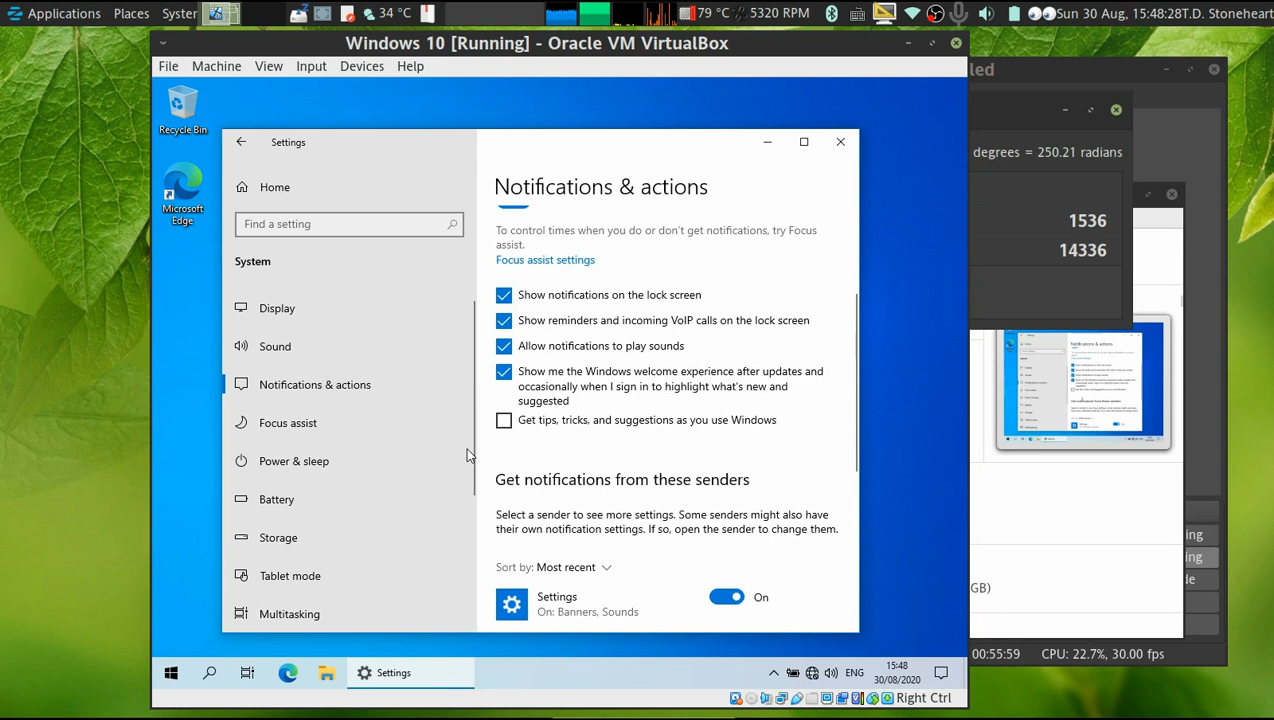 Applications Places System 34 °C 79 °C 5320 RPM Sun 30 Aug, 15:48:28 T.D. Stoneheart
Windows 10 [Running] - Oracle VM VirtualBox
File Machine View Input Devices Help
Recycle Bin
Microsoft
Edge
Settings
Home
Find a setting
System
Display
Sound
Notifications & actions
Focus assist
Power & sleep
Battery
Storage
Tablet mode
Multitasking
Notifications & actions
To control times when you do or don't get notifications, try Focus
assist.
Focus assist settings
Show notifications on the lock screen
Show reminders and incoming VoIP calls on the lock screen
Allow notifications to play sounds
Show me the Windows welcome experience after updates and
occasionally when I sign in to highlight what's new and
suggested
Get tips, tricks, and suggestions as you use Windows
Get notifications from these senders
Select a sender to see more settings. Some senders might also have
their own notification settings. If so, open the sender to change them.
Sort by: Most recent
Settings
On: Banners, Sounds
On
Settings
ENG
15:48
30/08/2020
Right Ctrl
led
degrees = 250.21 radians
1536
14336
ing
ing
de
GB)
00:55:59 CPU: 22.7%, 30.00 fps